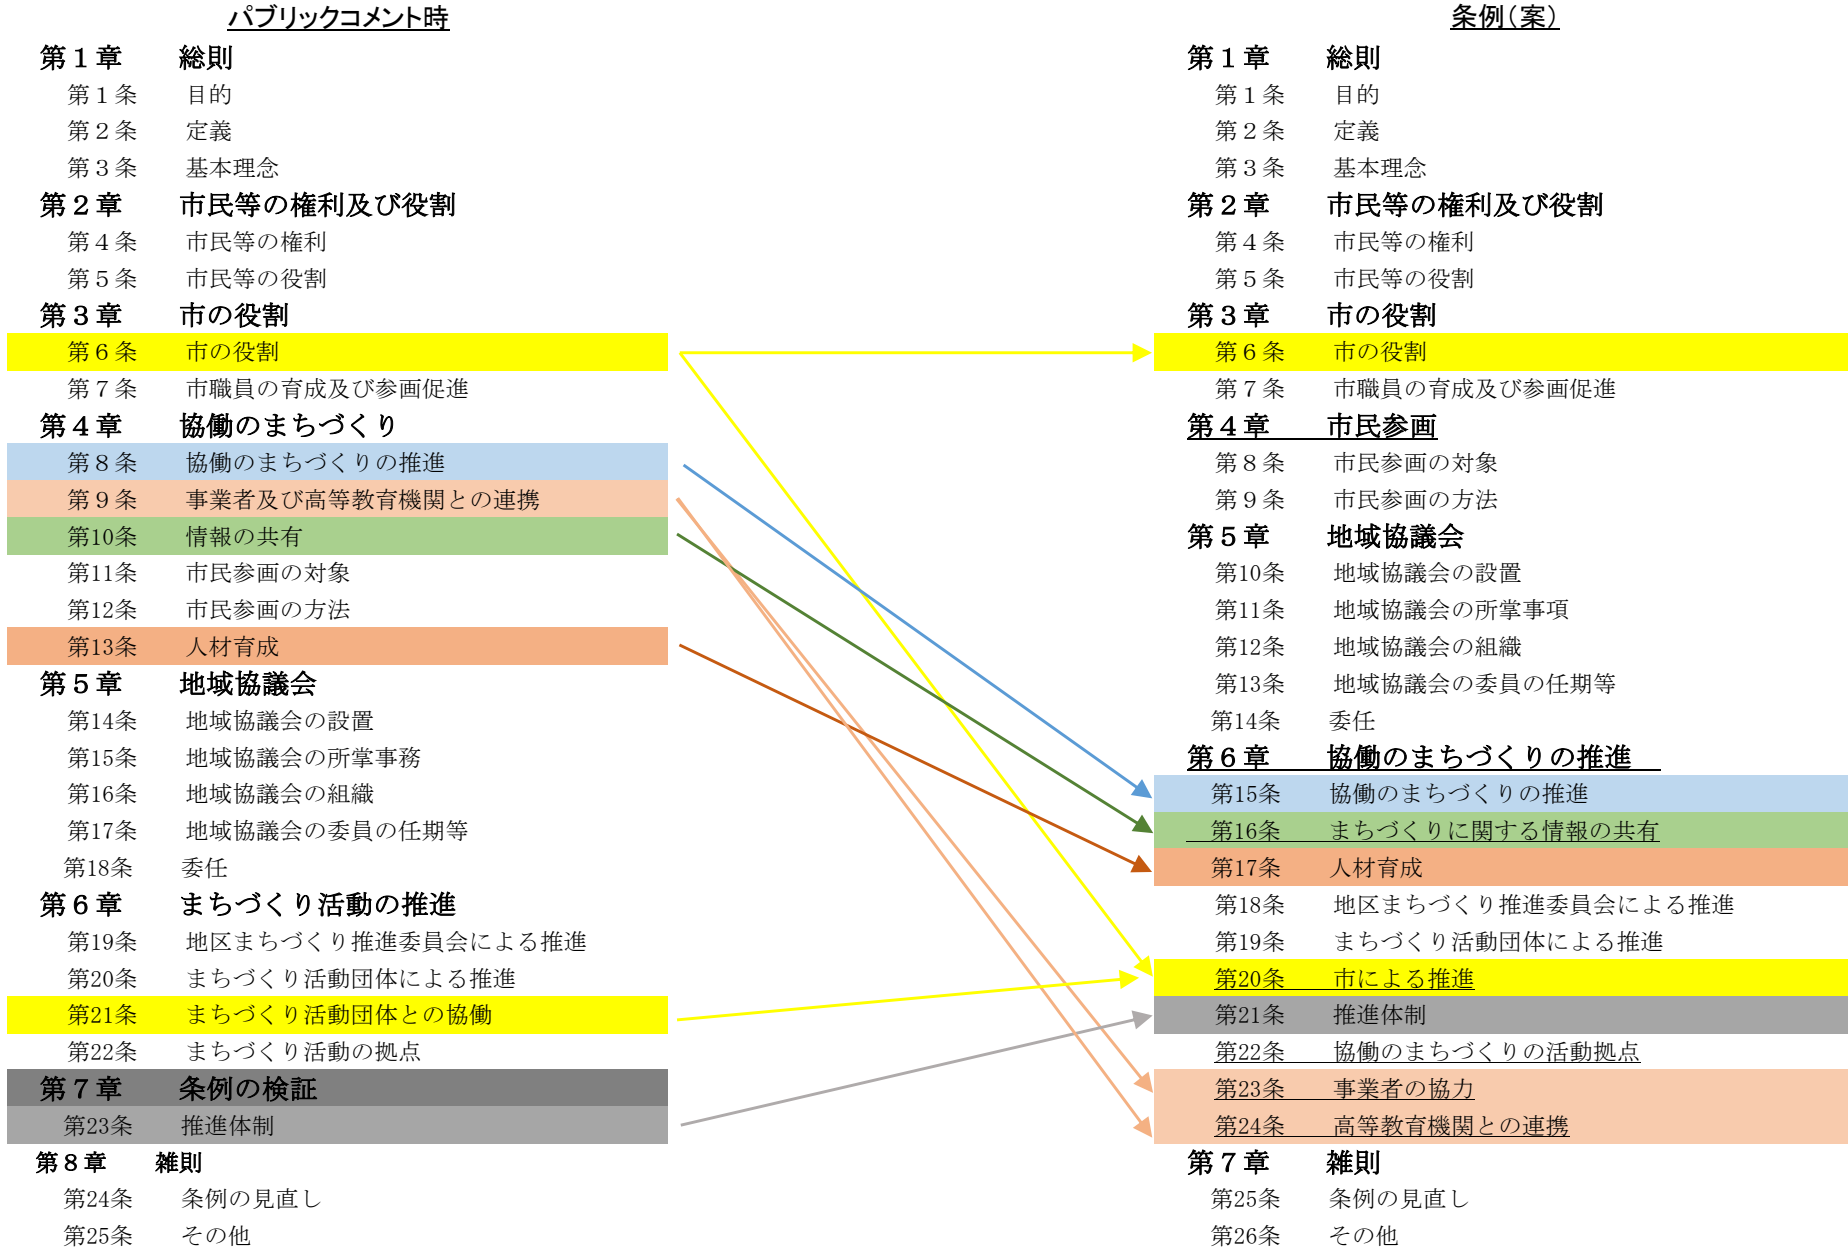 パブリックコメント時
第１章　総則
第１条　目的
第２条　定義
第３条　基本理念
第２章　市民等の権利及び役割
第４条　市民等の権利
第５条　市民等の役割
第３章　市の役割
第６条　市の役割
第７条　市職員の育成及び参画促進
第４章　協働のまちづくり
第８条　協働のまちづくりの推進
第９条　事業者及び高等教育機関との連携
第10条　情報の共有
第11条　市民参画の対象
第12条　市民参画の方法
第13条　人材育成
第５章　地域協議会
第14条　地域協議会の設置
第15条　地域協議会の所掌事務
第16条　地域協議会の組織
第17条　地域協議会の委員の任期等
第18条　委任
第６章　まちづくり活動の推進
第19条　地区まちづくり推進委員会による推進
第20条　まちづくり活動団体による推進
第21条　まちづくり活動団体との協働
第22条　まちづくり活動の拠点
第７章　条例の検証
第23条　推進体制
第８章　雑則
第24条　条例の見直し
第25条　その他
条例（案）
第１章　総則
第１条　目的
第２条　定義
第３条　基本理念
第２章　市民等の権利及び役割
第４条　市民等の権利
第５条　市民等の役割
第３章　市の役割
第６条　市の役割
第７条　市職員の育成及び参画促進
第４章　市民参画
第８条　市民参画の対象
第９条　市民参画の方法
第５章　地域協議会
第10条　地域協議会の設置
第11条　地域協議会の所掌事項
第12条　地域協議会の組織
第13条　地域協議会の委員の任期等
第14条　委任
第６章　協働のまちづくりの推進
第15条　協働のまちづくりの推進
第16条　まちづくりに関する情報の共有
第17条　人材育成
第18条　地区まちづくり推進委員会による推進
第19条　まちづくり活動団体による推進
第20条　市による推進
第21条　推進体制
第22条　協働のまちづくりの活動拠点
第23条　事業者の協力
第24条　高等教育機関との連携
第７章　雑則
第25条　条例の見直し
第26条　その他